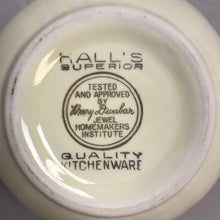 HALL'S
SUPERIOR
TESTED
AND APPROVED
BY
Mary Dunbar
JEWEL
HOMEMAKERS
INSTITUTE
QUALITY
KITCHENWARE